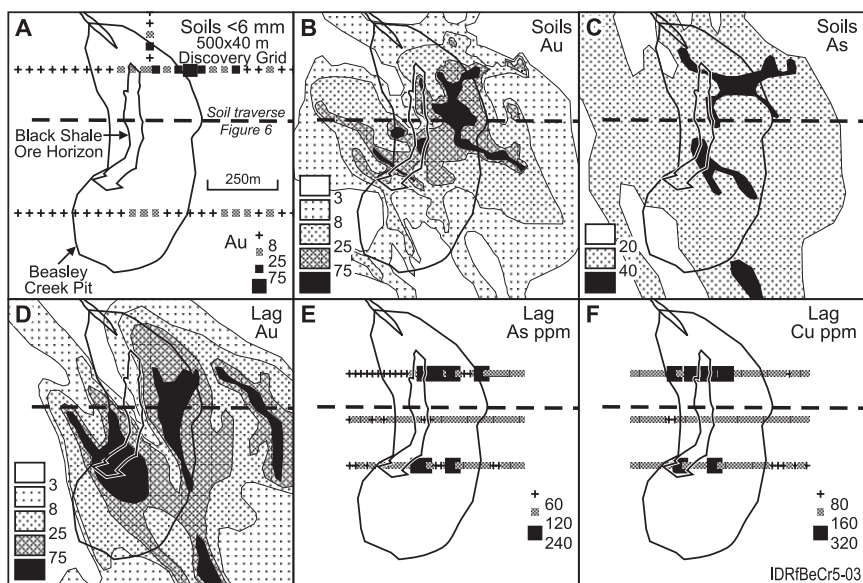 A
Soils <6 mm
500x40 m
Discovery Grid
Soil traverse
Figure 6
Black Shale
Ore Horizon
250m
Au
8
25
75
Beasley
Creek Pit
B
Soils
Au
3
8
25
75
C
Soils
As
20
40
D
Lag
Au
3
8
25
75
E
Lag
As ppm
60
120
240
F
Lag
Cu ppm
80
160
320
IDRfBeCr5-03